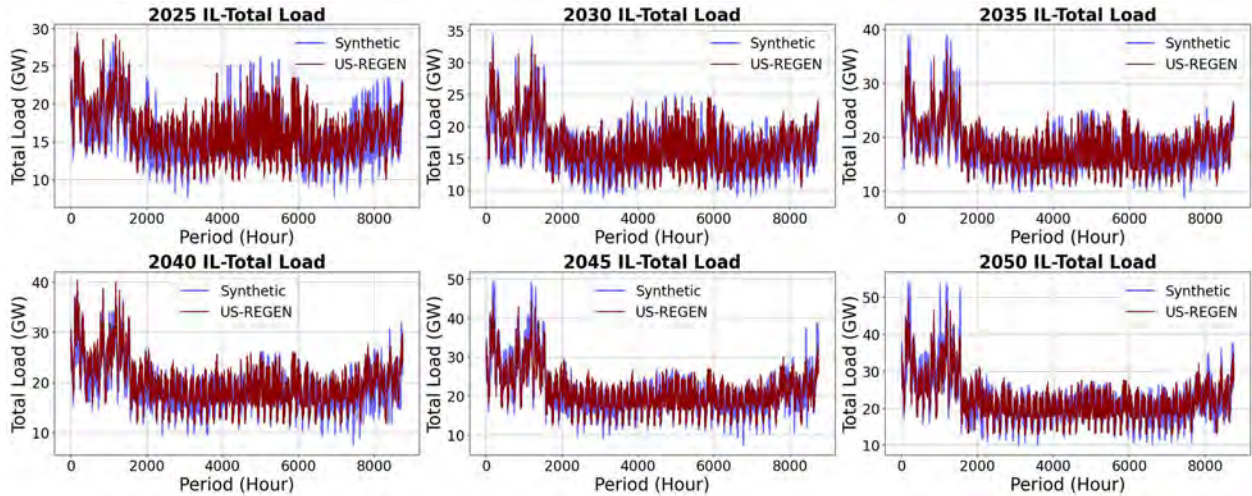 2025 IL-Total Load
2030 IL-Total Load
2035 IL-Total Load
Total Load (GW)
30
25
20
15
10
Synthetic
US-REGEN
0 2000 4000 6000 8000
Period (Hour)
Total Load (GW)
35
30
25
20
15
10
Synthetic
US-REGEN
0 2000 4000 6000 8000
Period (Hour)
Total Load (GW)
40
30
20
10
Synthetic
US-REGEN
0 2000 4000 6000 8000
Period (Hour)
2040 IL-Total Load
2045 IL-Total Load
2050 IL-Total Load
Total Load (GW)
40
30
20
10
Synthetic
US-REGEN
0 2000 4000 6000 8000
Period (Hour)
Total Load (GW)
50
40
30
20
10
Synthetic
US-REGEN
0 2000 4000 6000 8000
Period (Hour)
Total Load (GW)
50
40
30
20
10
Synthetic
US-REGEN
0 2000 4000 6000 8000
Period (Hour)